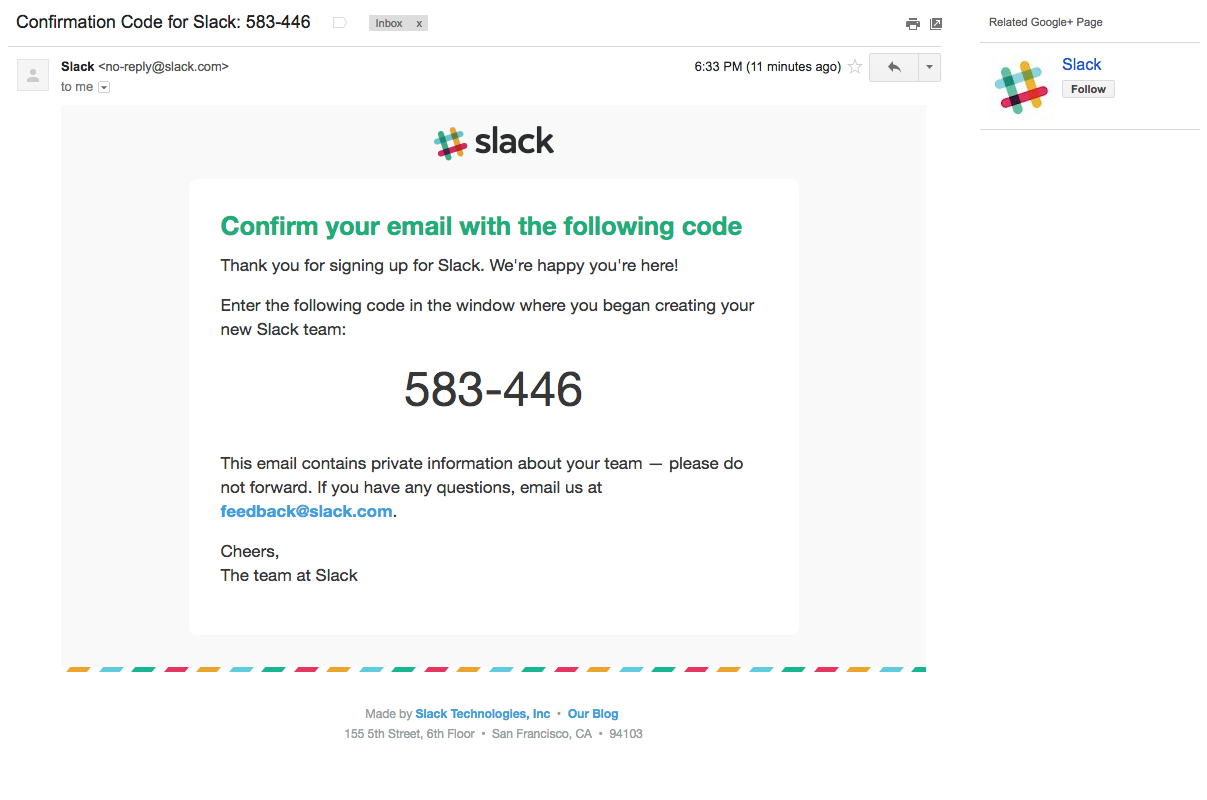 Confirmation Code for Slack: 583-446
Inbox x
Related Google+ Page
Slack <no-reply@slack.com>
6:33 PM (11 minutes ago)
to me
Slack
Follow
slack
Confirm your email with the following code
Thank you for signing up for Slack. We're happy you're here!
Enter the following code in the window where you began creating your
new Slack team:
583-446
This email contains private information about your team — please do
not forward. If you have any questions, email us at
feedback@slack.com.
Cheers,
The team at Slack
Made by Slack Technologies, Inc • Our Blog
155 5th Street, 6th Floor • San Francisco, CA • 94103